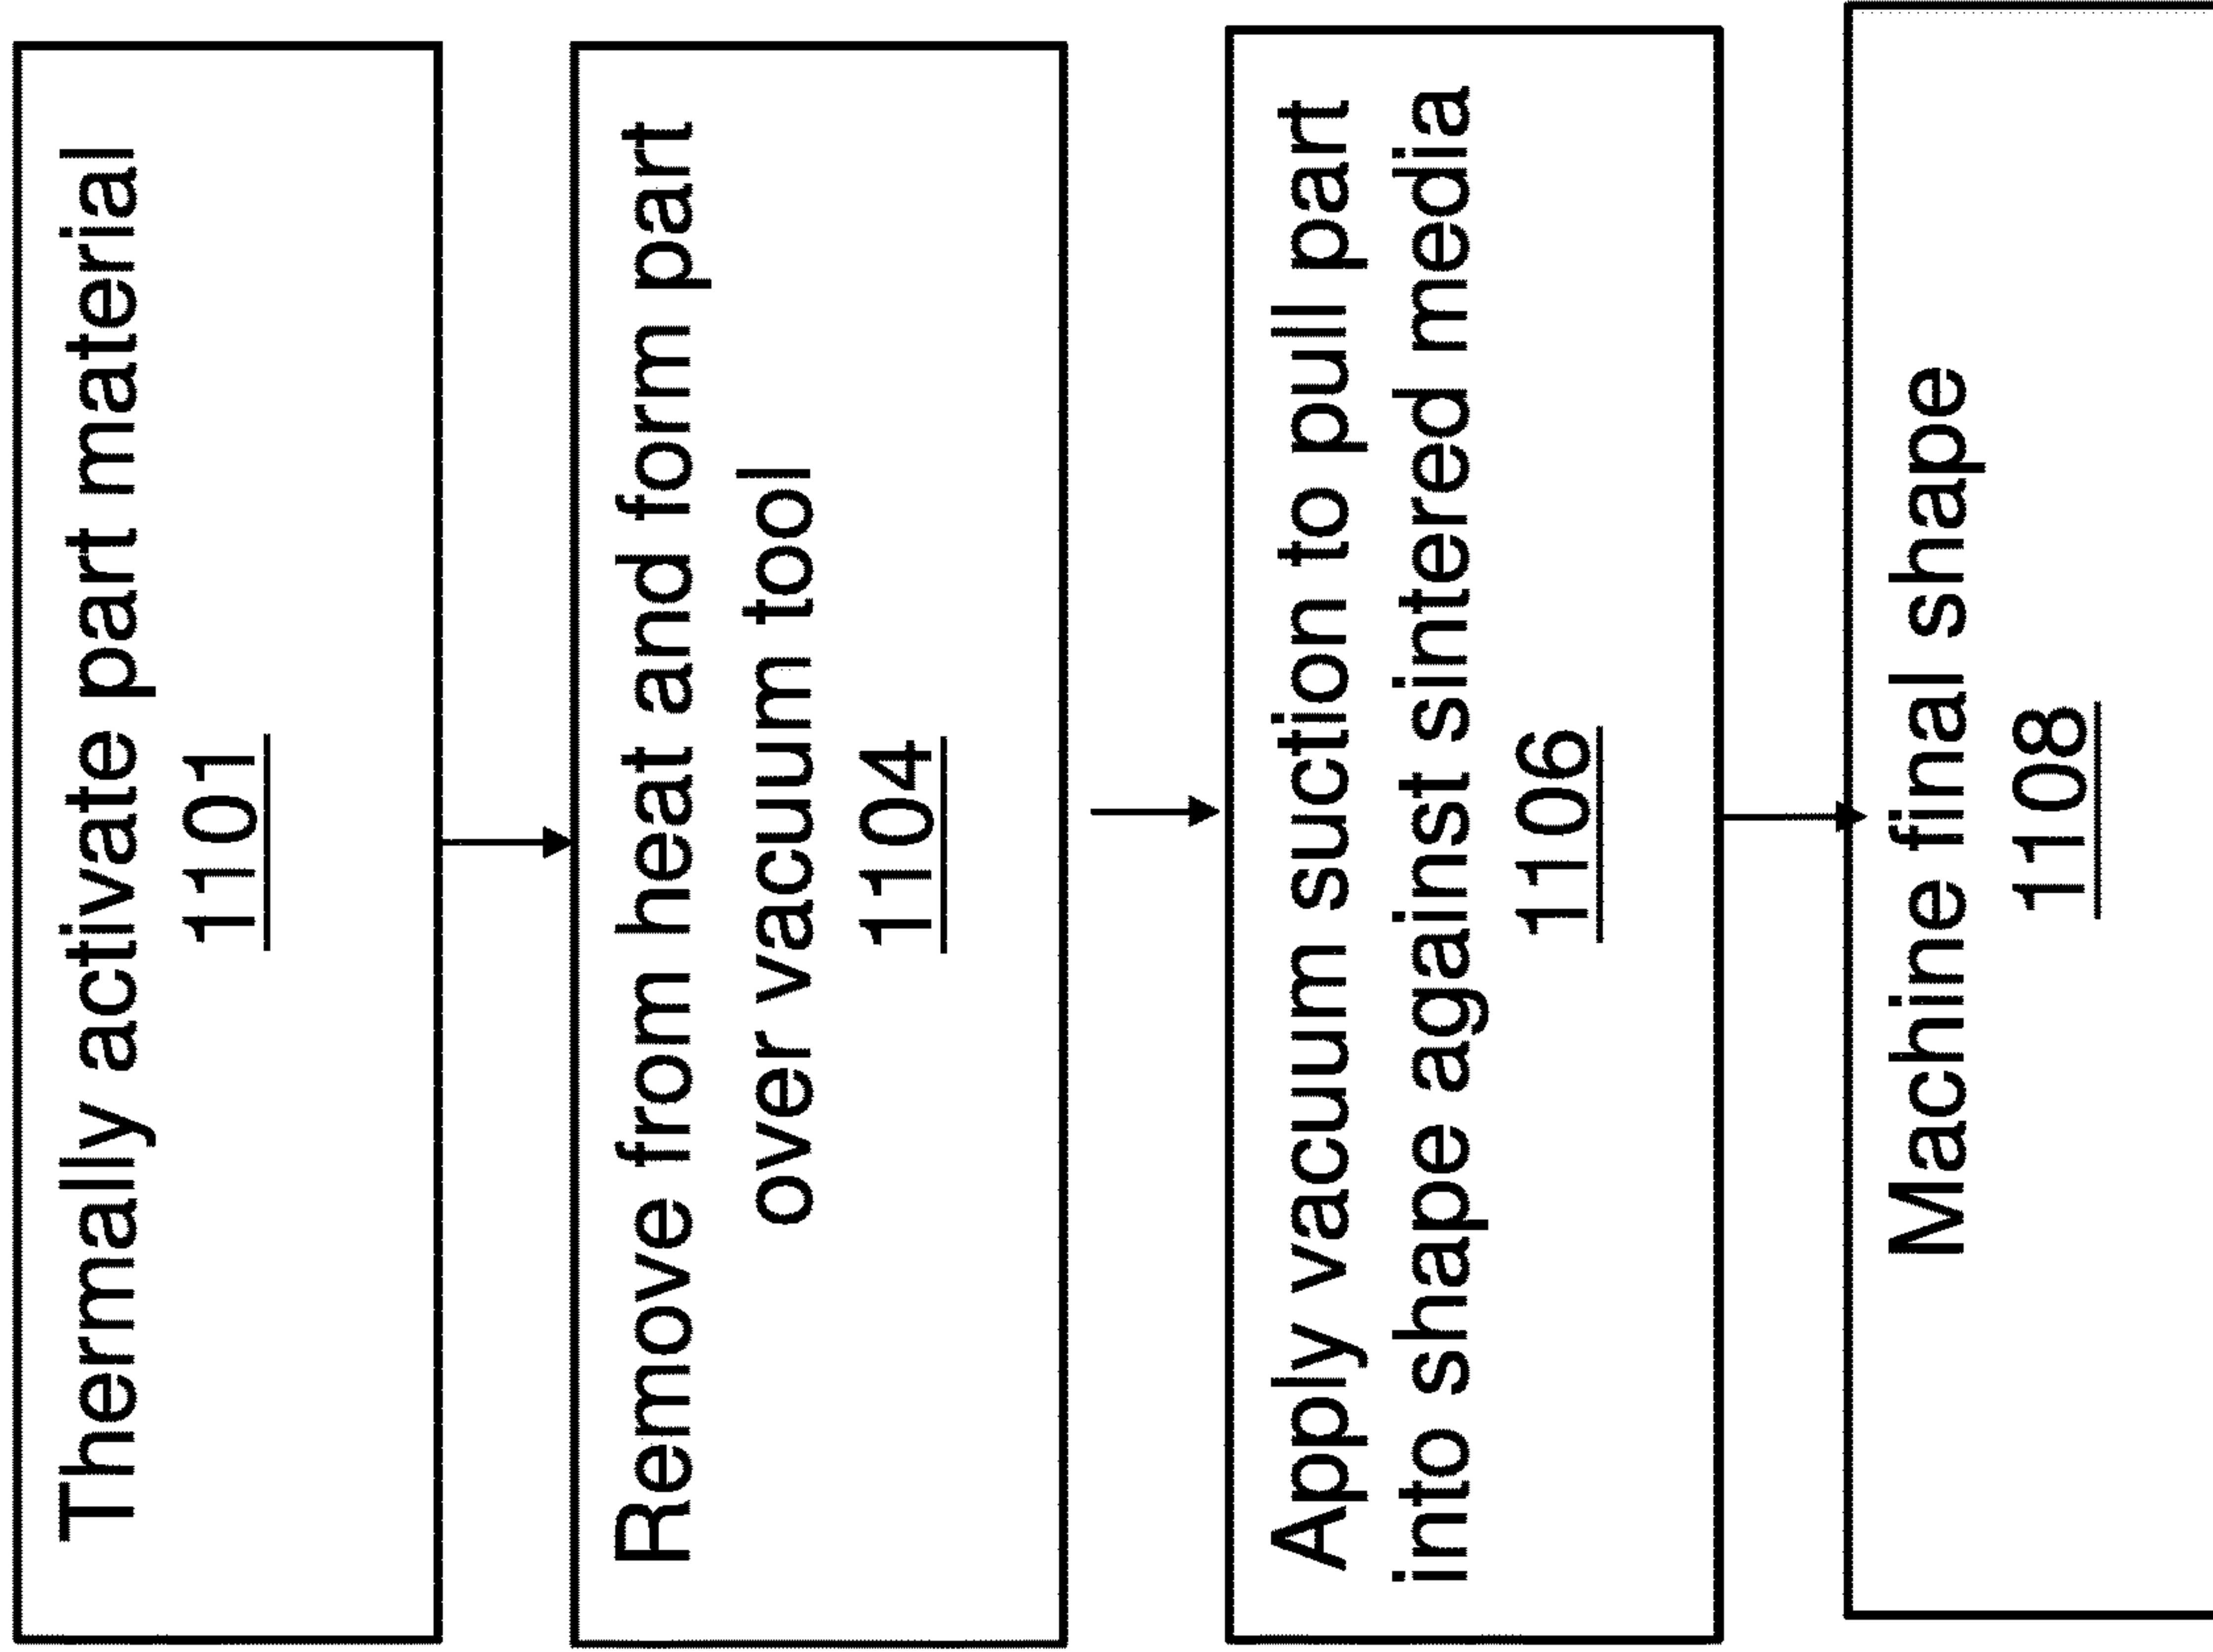 Thermally activate part material
1101
Remove from heat and form part
over vacuum tool
1104
Apply vacuum suction to pull part
into shape against sintered media
1106
Machine final shape
1108